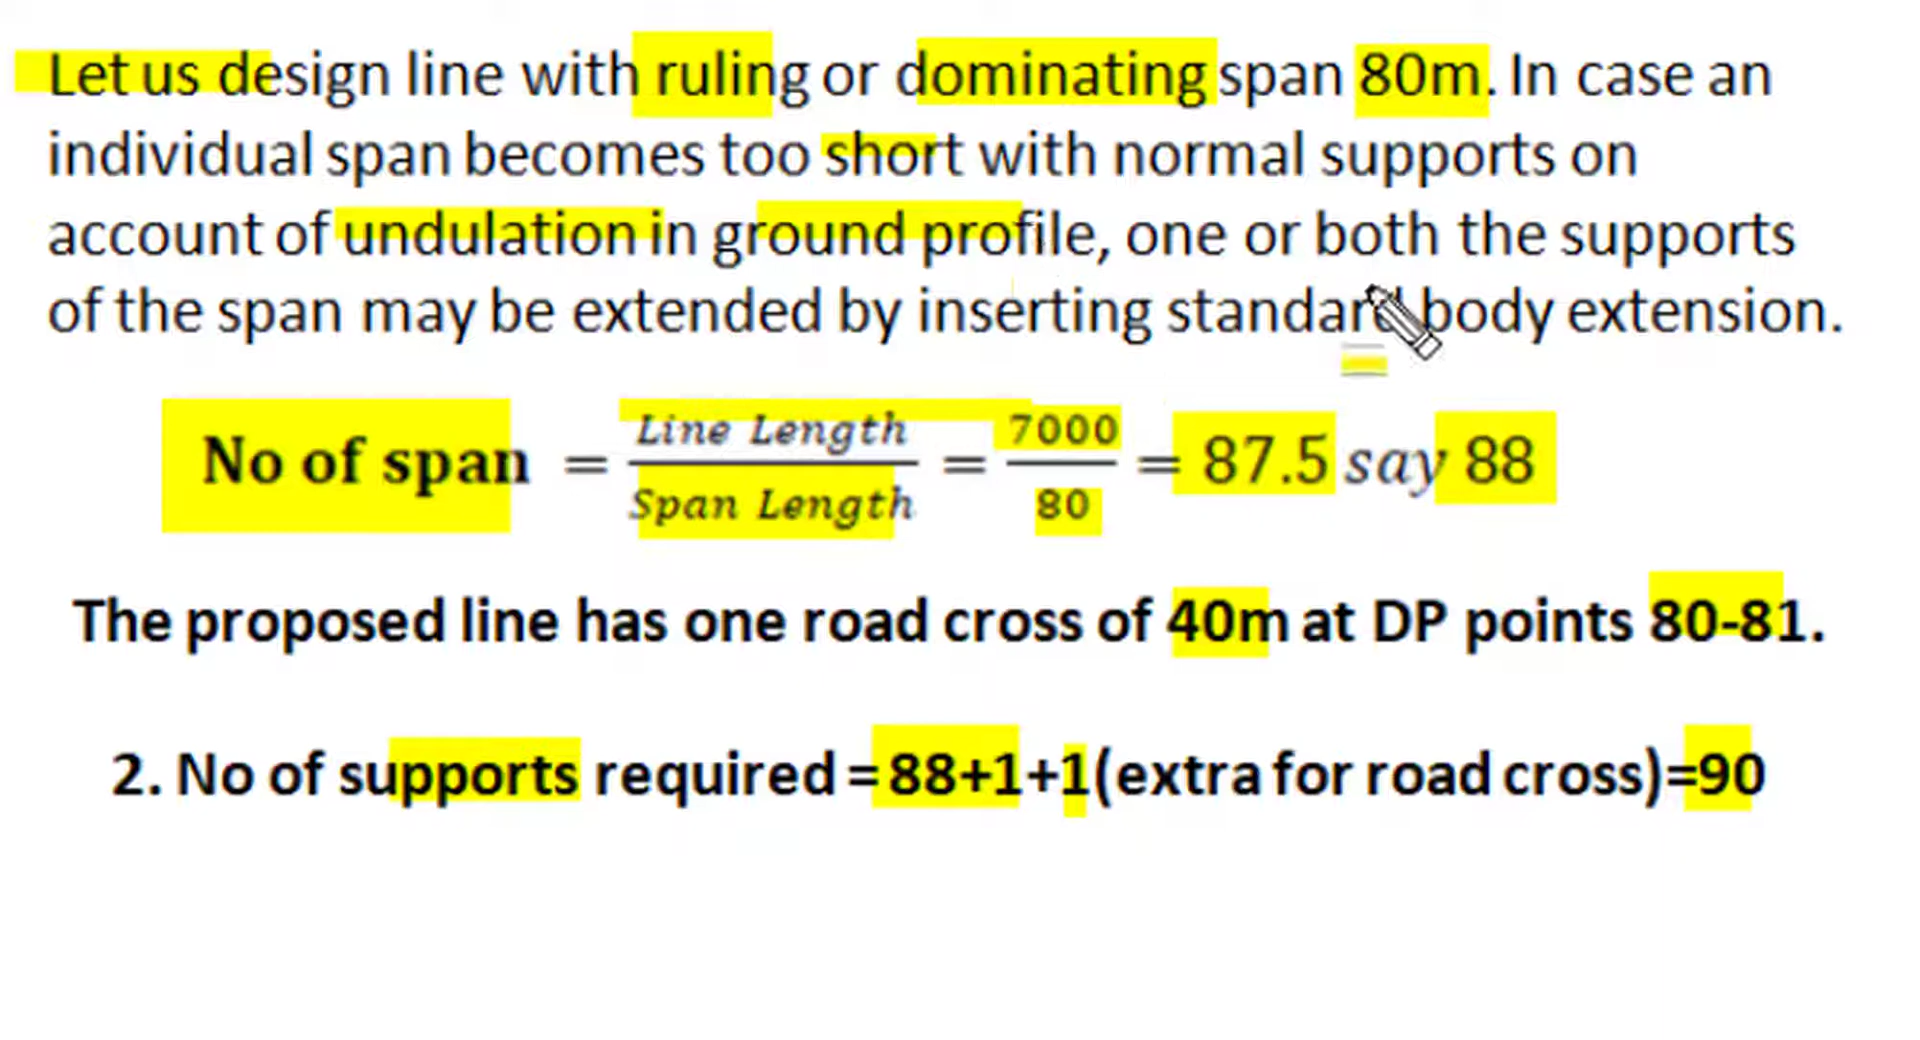 Let us design line with ruling or dominating span 80m. In case an
individual span becomes too short with normal supports on
account of undulation in ground profile, one or both the supports
of the span may be extended by inserting standard body extension.
No of span = Line Length / Span Length = 7000 / 80 = 87.5 say 88
The proposed line has one road cross of 40m at DP points 80-81.
2. No of supports required = 88+1+1(extra for road cross)=90